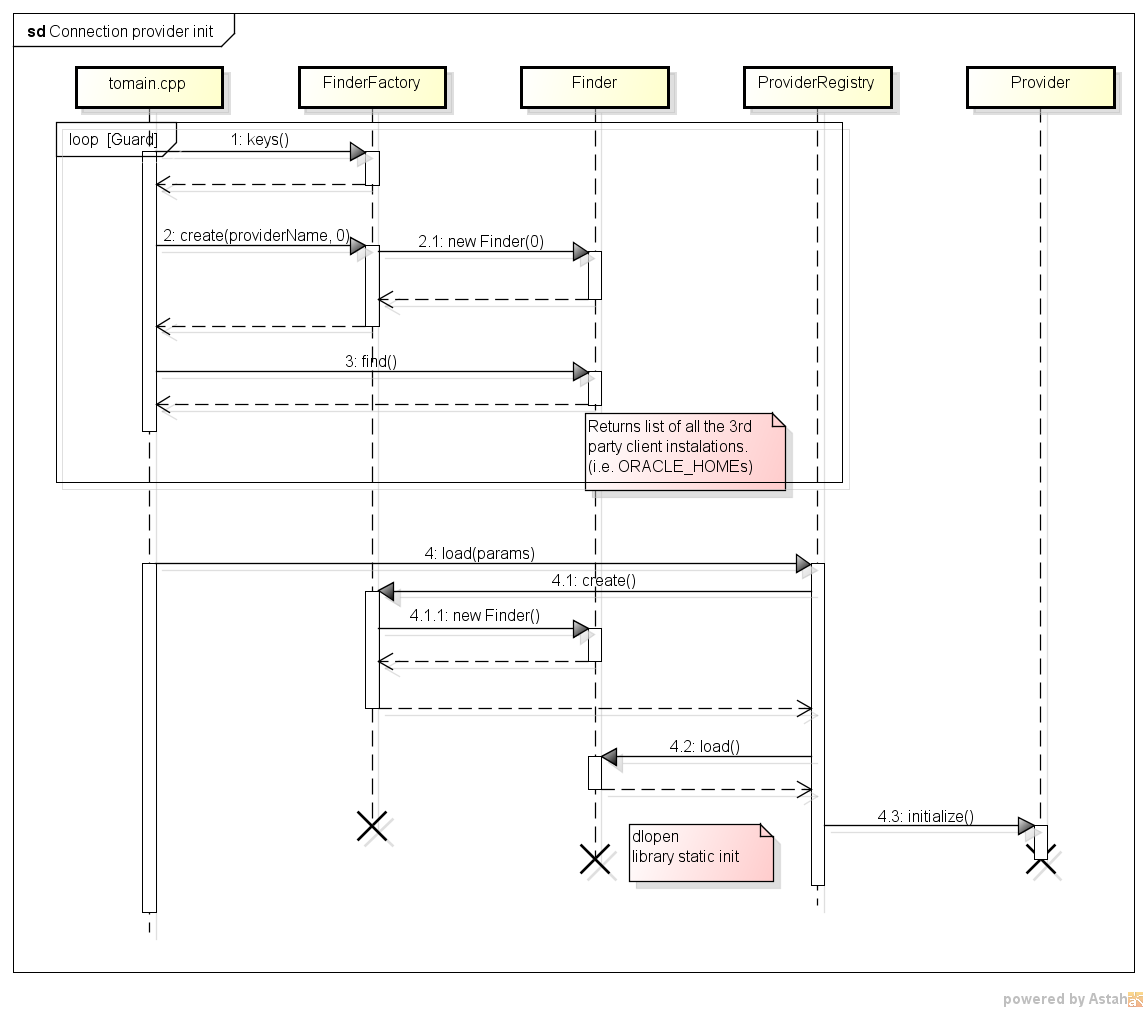 sd Connection provider init
tomain.cpp
FinderFactory
Finder
ProviderRegistry
Provider
loop [Guard]
1: keys()
2: create(providerName, 0)
2.1: new Finder(0)
3: find()
Returns list of all the 3rd
party client instalations.
(i.e. ORACLE_HOMEs)
4: load(params)
4.1: create()
4.1.1: new Finder()
4.2: load()
4.3: initialize()
dlopen
library static init
powered by Astah